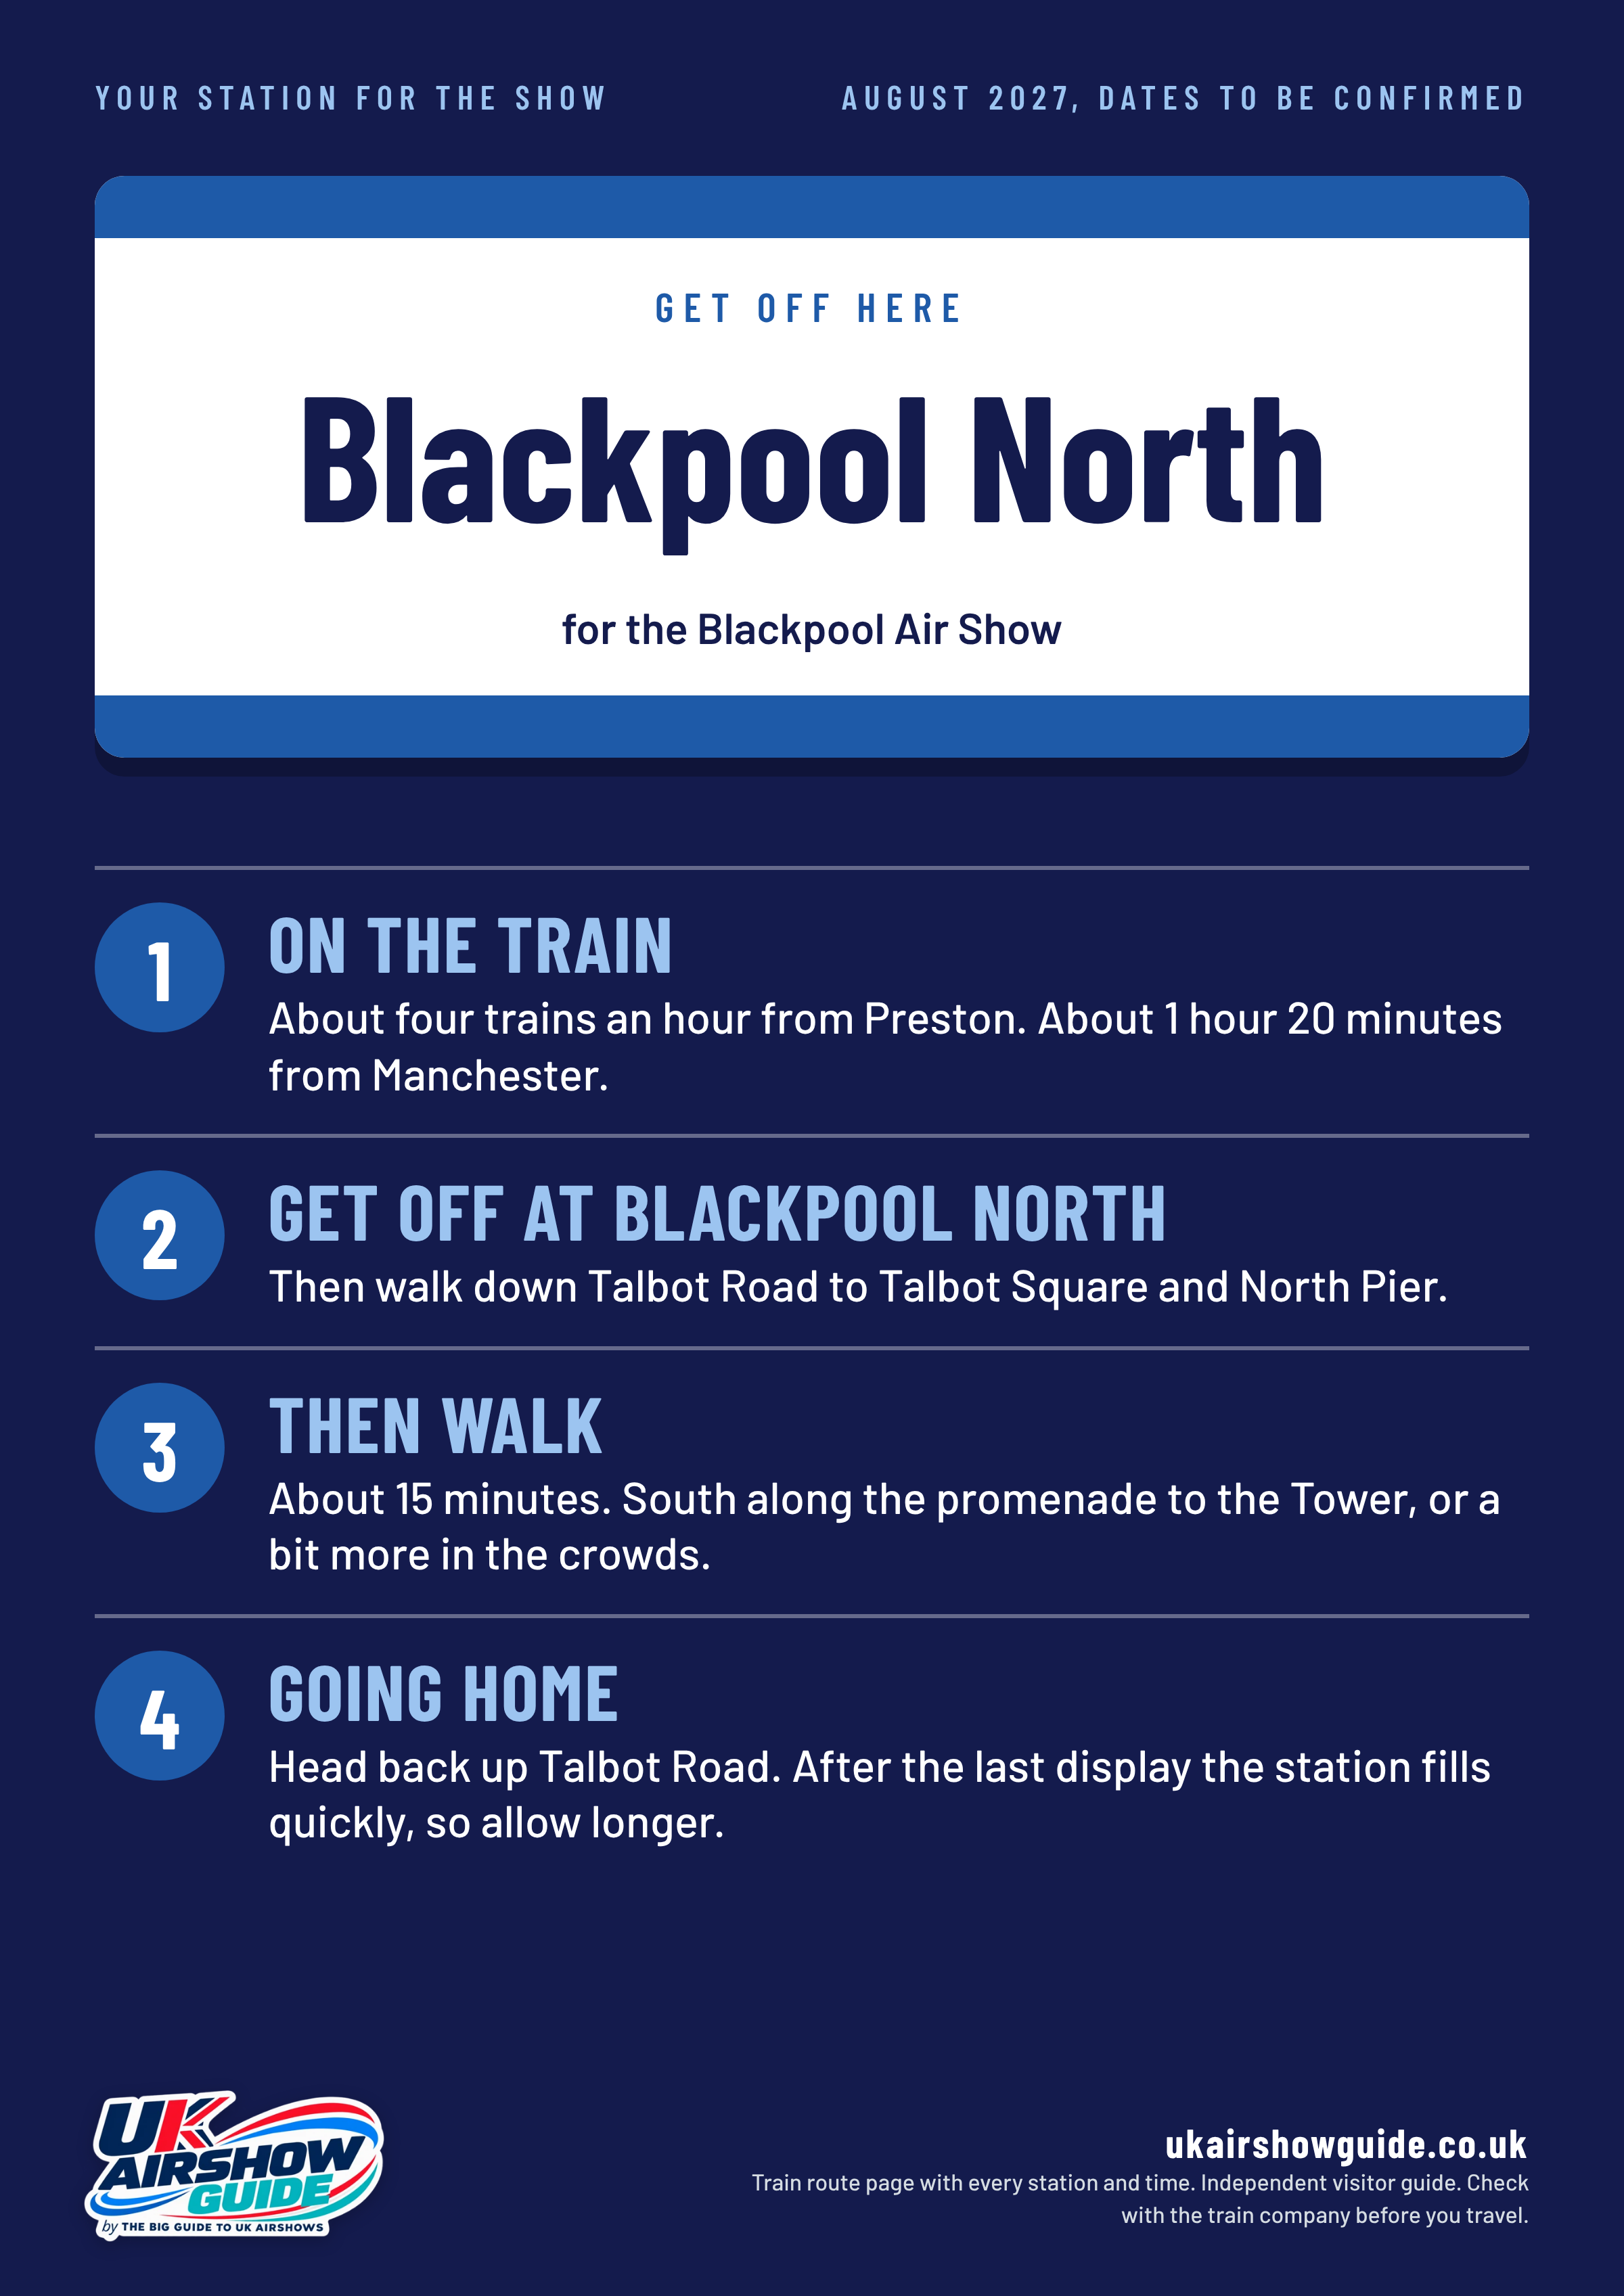 YOUR STATION FOR THE SHOW
AUGUST 2027, DATES TO BE CONFIRMED
GET OFF HERE
Blackpool North
for the Blackpool Air Show
1
ON THE TRAIN
About four trains an hour from Preston. About 1 hour 20 minutes
from Manchester.
2
GET OFF AT BLACKPOOL NORTH
Then walk down Talbot Road to Talbot Square and North Pier.
3
THEN WALK
About 15 minutes. South along the promenade to the Tower, or a
bit more in the crowds.
4
GOING HOME
Head back up Talbot Road. After the last display the station fills
quickly, so allow longer.
UK
AIRSHOW
GUIDE
by THE BIG GUIDE TO UK AIRSHOWS
ukairshowguide.co.uk
Train route page with every station and time. Independent visitor guide. Check
with the train company before you travel.